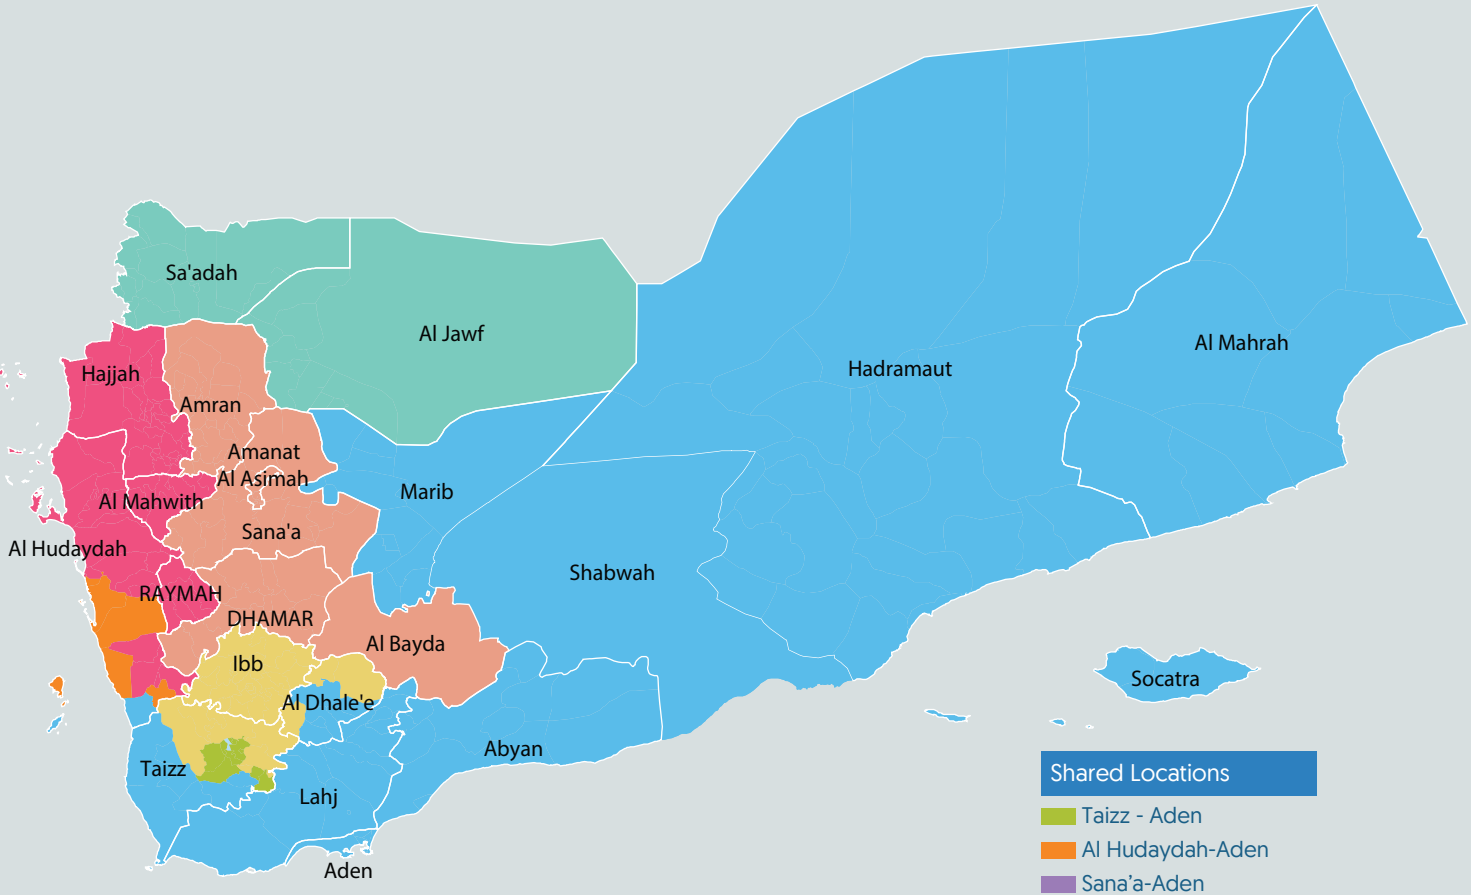 Sa'adah
Al Jawf
Al Mahrah
Hadramaut
Hajjah
Amran
Amanat
Al Asimah
Marib
Al Mahwith
Sana'a
Al Hudaydah
Shabwah
RAYMAH
DHAMAR
Al Bayda
Ibb
Socatra
Al Dhale'e
Abyan
Taizz
Lahj
Aden
Shared Locations
Taizz - Aden
Al Hudaydah-Aden
Sana’a-Aden